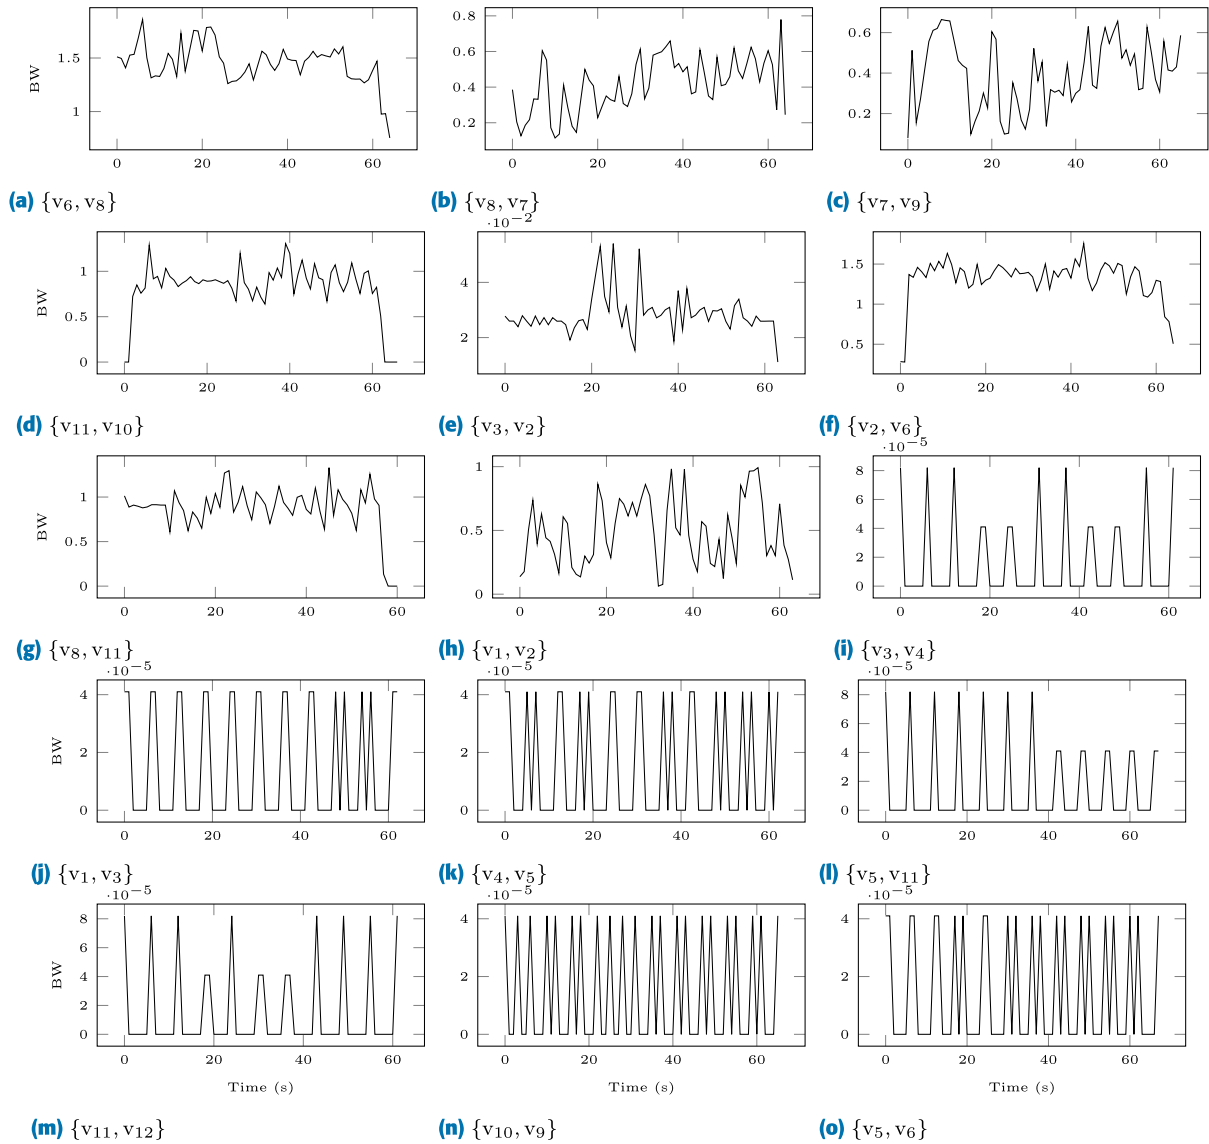 BW
1.5
1
0 20 40 60
0.8
0.6
0.4
0.2
0 20 40 60
0.6
0.4
0.2
0 20 40 60
(a) {v6, v8}
(b) {v8, v7}
(c) {v7, v9}
BW
1
0.5
0
0 20 40 60
·10−2
4
2
0 20 40 60
1.5
1
0.5
0 20 40 60
(d) {v11, v10}
(e) {v3, v2}
(f) {v2, v6}
BW
1
0.5
0
0 20 40 60
1
0.5
0
0 20 40 60
·10−5
8
6
4
2
0
0 20 40 60
(g) {v8, v11}
(h) {v1, v2}
(i) {v3, v4}
BW
·10−5
4
2
0
0 20 40 60
·10−5
4
2
0
0 20 40 60
·10−5
8
6
4
2
0
0 20 40 60
(j) {v1, v3}
(k) {v4, v5}
(l) {v5, v11}
BW
·10−5
8
6
4
2
0
0 20 40 60
Time (s)
·10−5
4
2
0
0 20 40 60
Time (s)
·10−5
4
2
0
0 20 40 60
Time (s)
(m) {v11, v12}
(n) {v10, v9}
(o) {v5, v6}